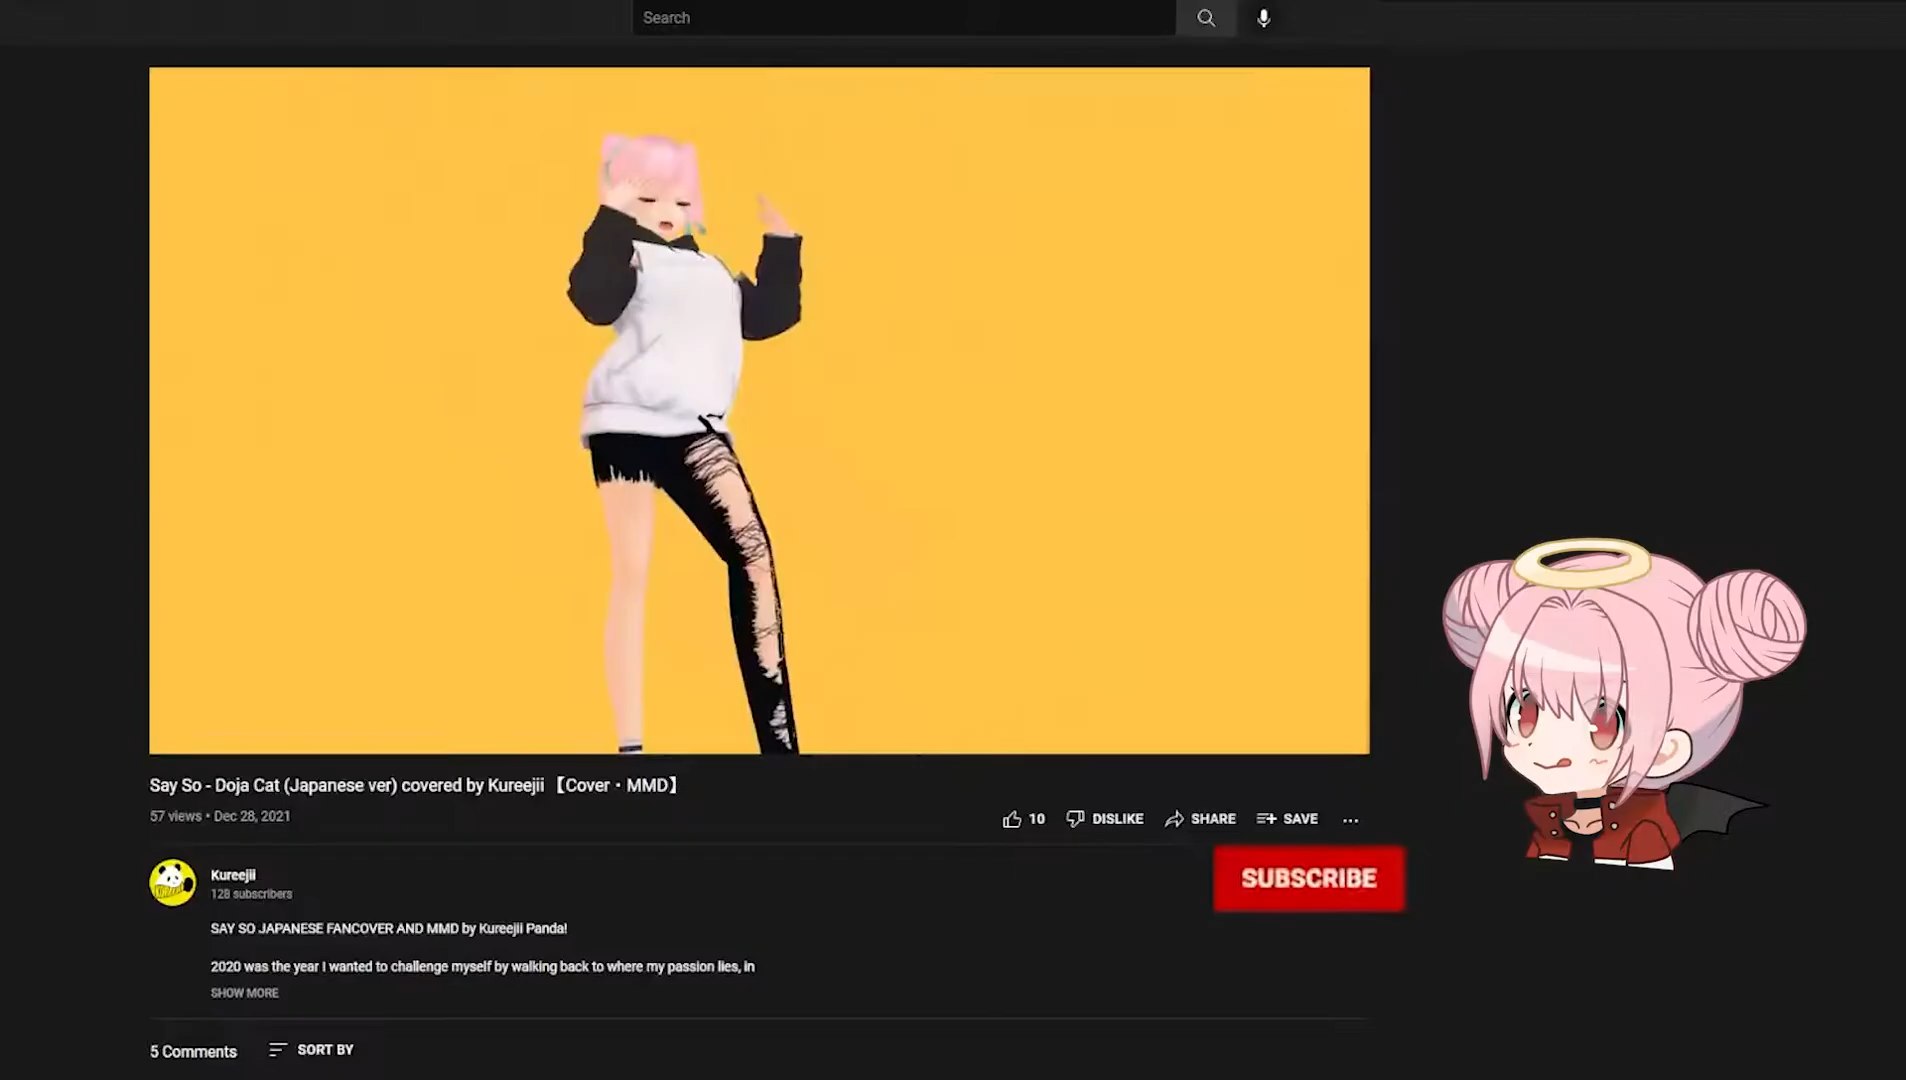 Search
Say So - Doja Cat (Japanese ver) covered by Kureejii 【Cover・MMD】
57 views • Dec 28, 2021
10 DISLIKE SHARE SAVE ...
Kureejii
128 subscribers
SUBSCRIBE
SAY SO JAPANESE FANCOVER AND MMD by Kureejii Panda!
2020 was the year I wanted to challenge myself by walking back to where my passion lies, in
SHOW MORE
5 Comments SORT BY